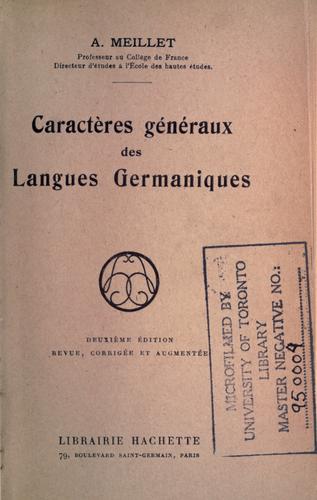 A. MEILLET
Professeur au Collège de France
Directeur d'études à l'École des hautes études.
Caractères généraux
des
Langues Germaniques
DEUXIÈME ÉDITION
REVUE, CORRIGÉE ET AUGMENTÉE
LIBRAIRIE HACHETTE
79, BOULEVARD SAINT-GERMAIN, PARIS
MICROFILMED BY
UNIVERSITY OF TORONTO
LIBRARY
MASTER NEGATIVE NO.:
950009